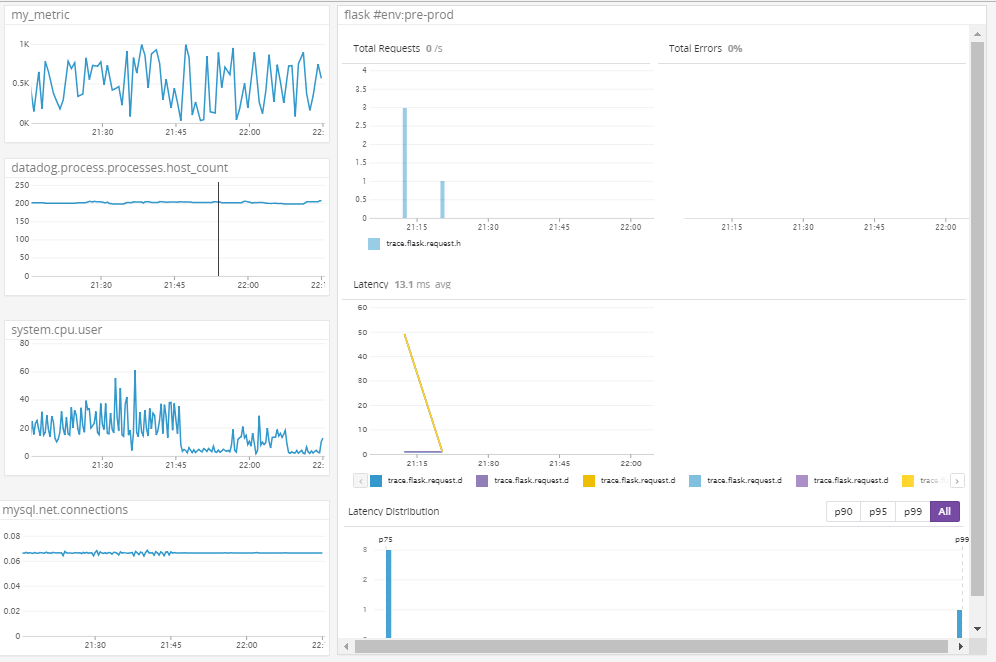 my_metric
1K
0.5K
0K
21:30 21:45 22:00 22:
datadog.process.processes.host_count
250
200
150
100
50
0
21:30 21:45 22:00 22:
system.cpu.user
80
60
40
20
0
21:30 21:45 22:00 22:
mysql.net.connections
0.08
0.06
0.04
0.02
0
21:30 21:45 22:00 22:
flask #env:pre-prod
Total Requests 0 /s
4
3.5
3
2.5
2
1.5
1
0.5
0
21:15 21:30 21:45 22:00
trace.flask.request.h
Total Errors 0%
21:15 21:30 21:45 22:00
Latency 13.1 ms avg
60
50
40
30
20
10
0
21:15 21:30 21:45 22:00
trace.flask.request.d trace.flask.request.d trace.flask.request.d trace.flask.request.d trace.flask.request.d trace.fl
Latency Distribution
p90 p95 p99 All
p75 p99
3
2
1